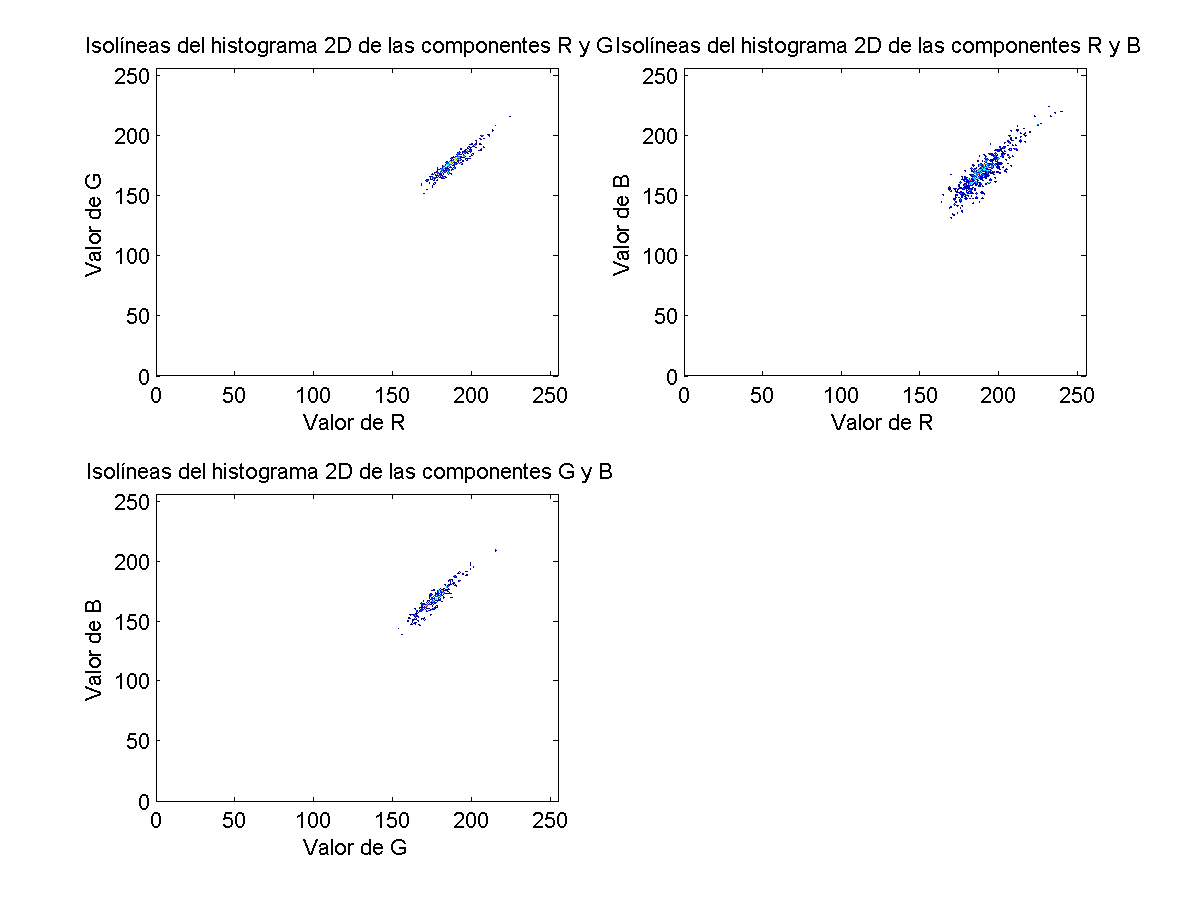 Isolíneas del histograma 2D de las componentes R y G
250
200
150
100
50
0
Valor de G
0 50 100 150 200 250
Valor de R
Isolíneas del histograma 2D de las componentes R y B
250
200
150
100
50
0
Valor de B
0 50 100 150 200 250
Valor de R
Isolíneas del histograma 2D de las componentes G y B
250
200
150
100
50
0
Valor de B
0 50 100 150 200 250
Valor de G